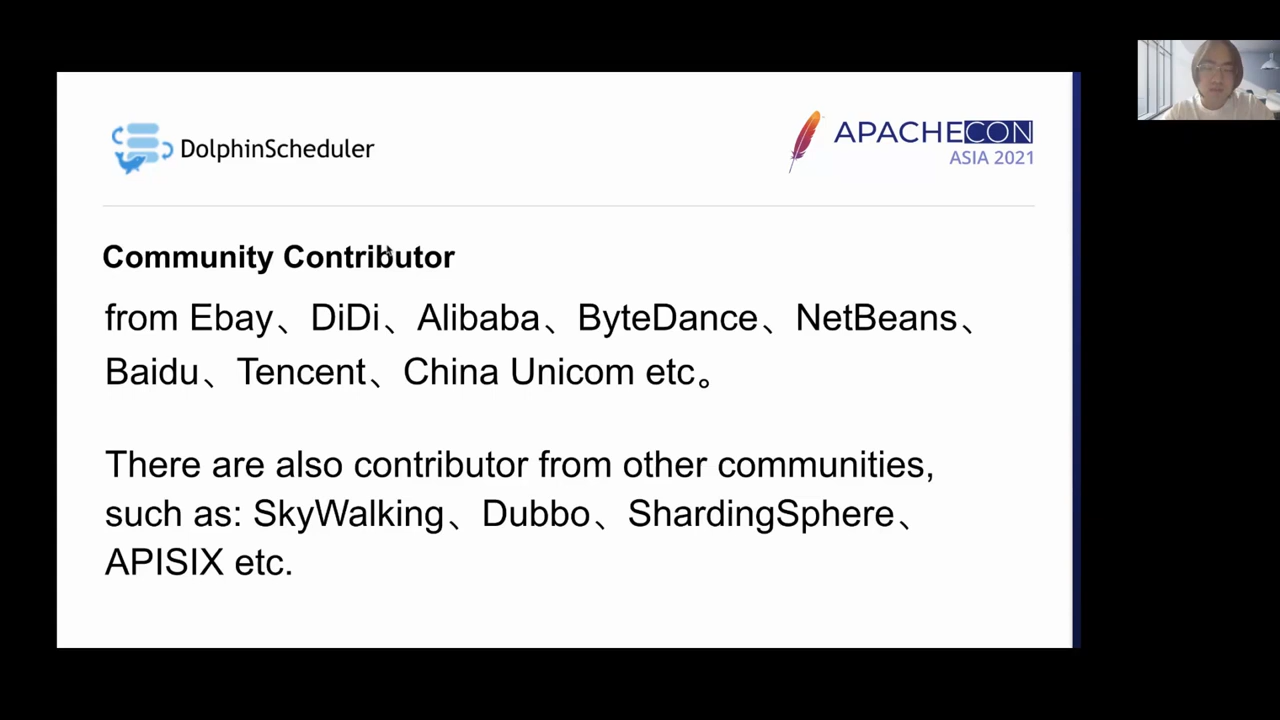 DolphinScheduler
APACHECON
ASIA 2021
Community Contributor
from Ebay、DiDi、Alibaba、ByteDance、NetBeans、
Baidu、Tencent、China Unicom etc。
There are also contributor from other communities,
such as: SkyWalking、Dubbo、ShardingSphere、
APISIX etc.